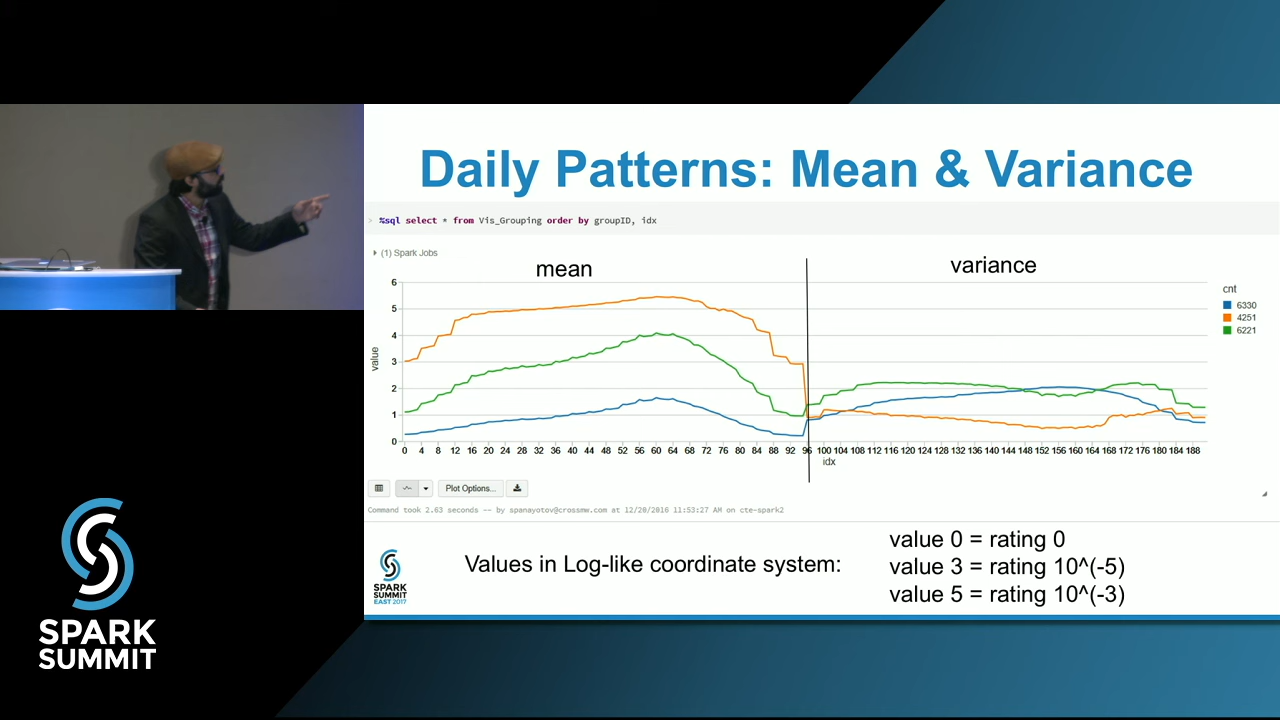 Daily Patterns: Mean & Variance
> %sql select * from Vis_Grouping order by groupID, idx
(1) Spark Jobs
mean
variance
cnt
6330
4251
6221
value
6
5
4
3
2
1
0
0 4 8 12 16 20 24 28 32 36 40 44 48 52 56 60 64 68 72 76 80 84 88 92 96 100 104 108 112 116 120 124 128 132 136 140 144 148 152 156 160 164 168 172 176 180 184 188
idx
Plot Options...
Command took 2.63 seconds -- by spanayotov@crossmw.com at 12/20/2016 11:53:27 AM on cte-spark2
Values in Log-like coordinate system:
value 0 = rating 0
value 3 = rating 10^(-5)
value 5 = rating 10^(-3)
SPARK
SUMMIT
EAST 2017
SPARK
SUMMIT